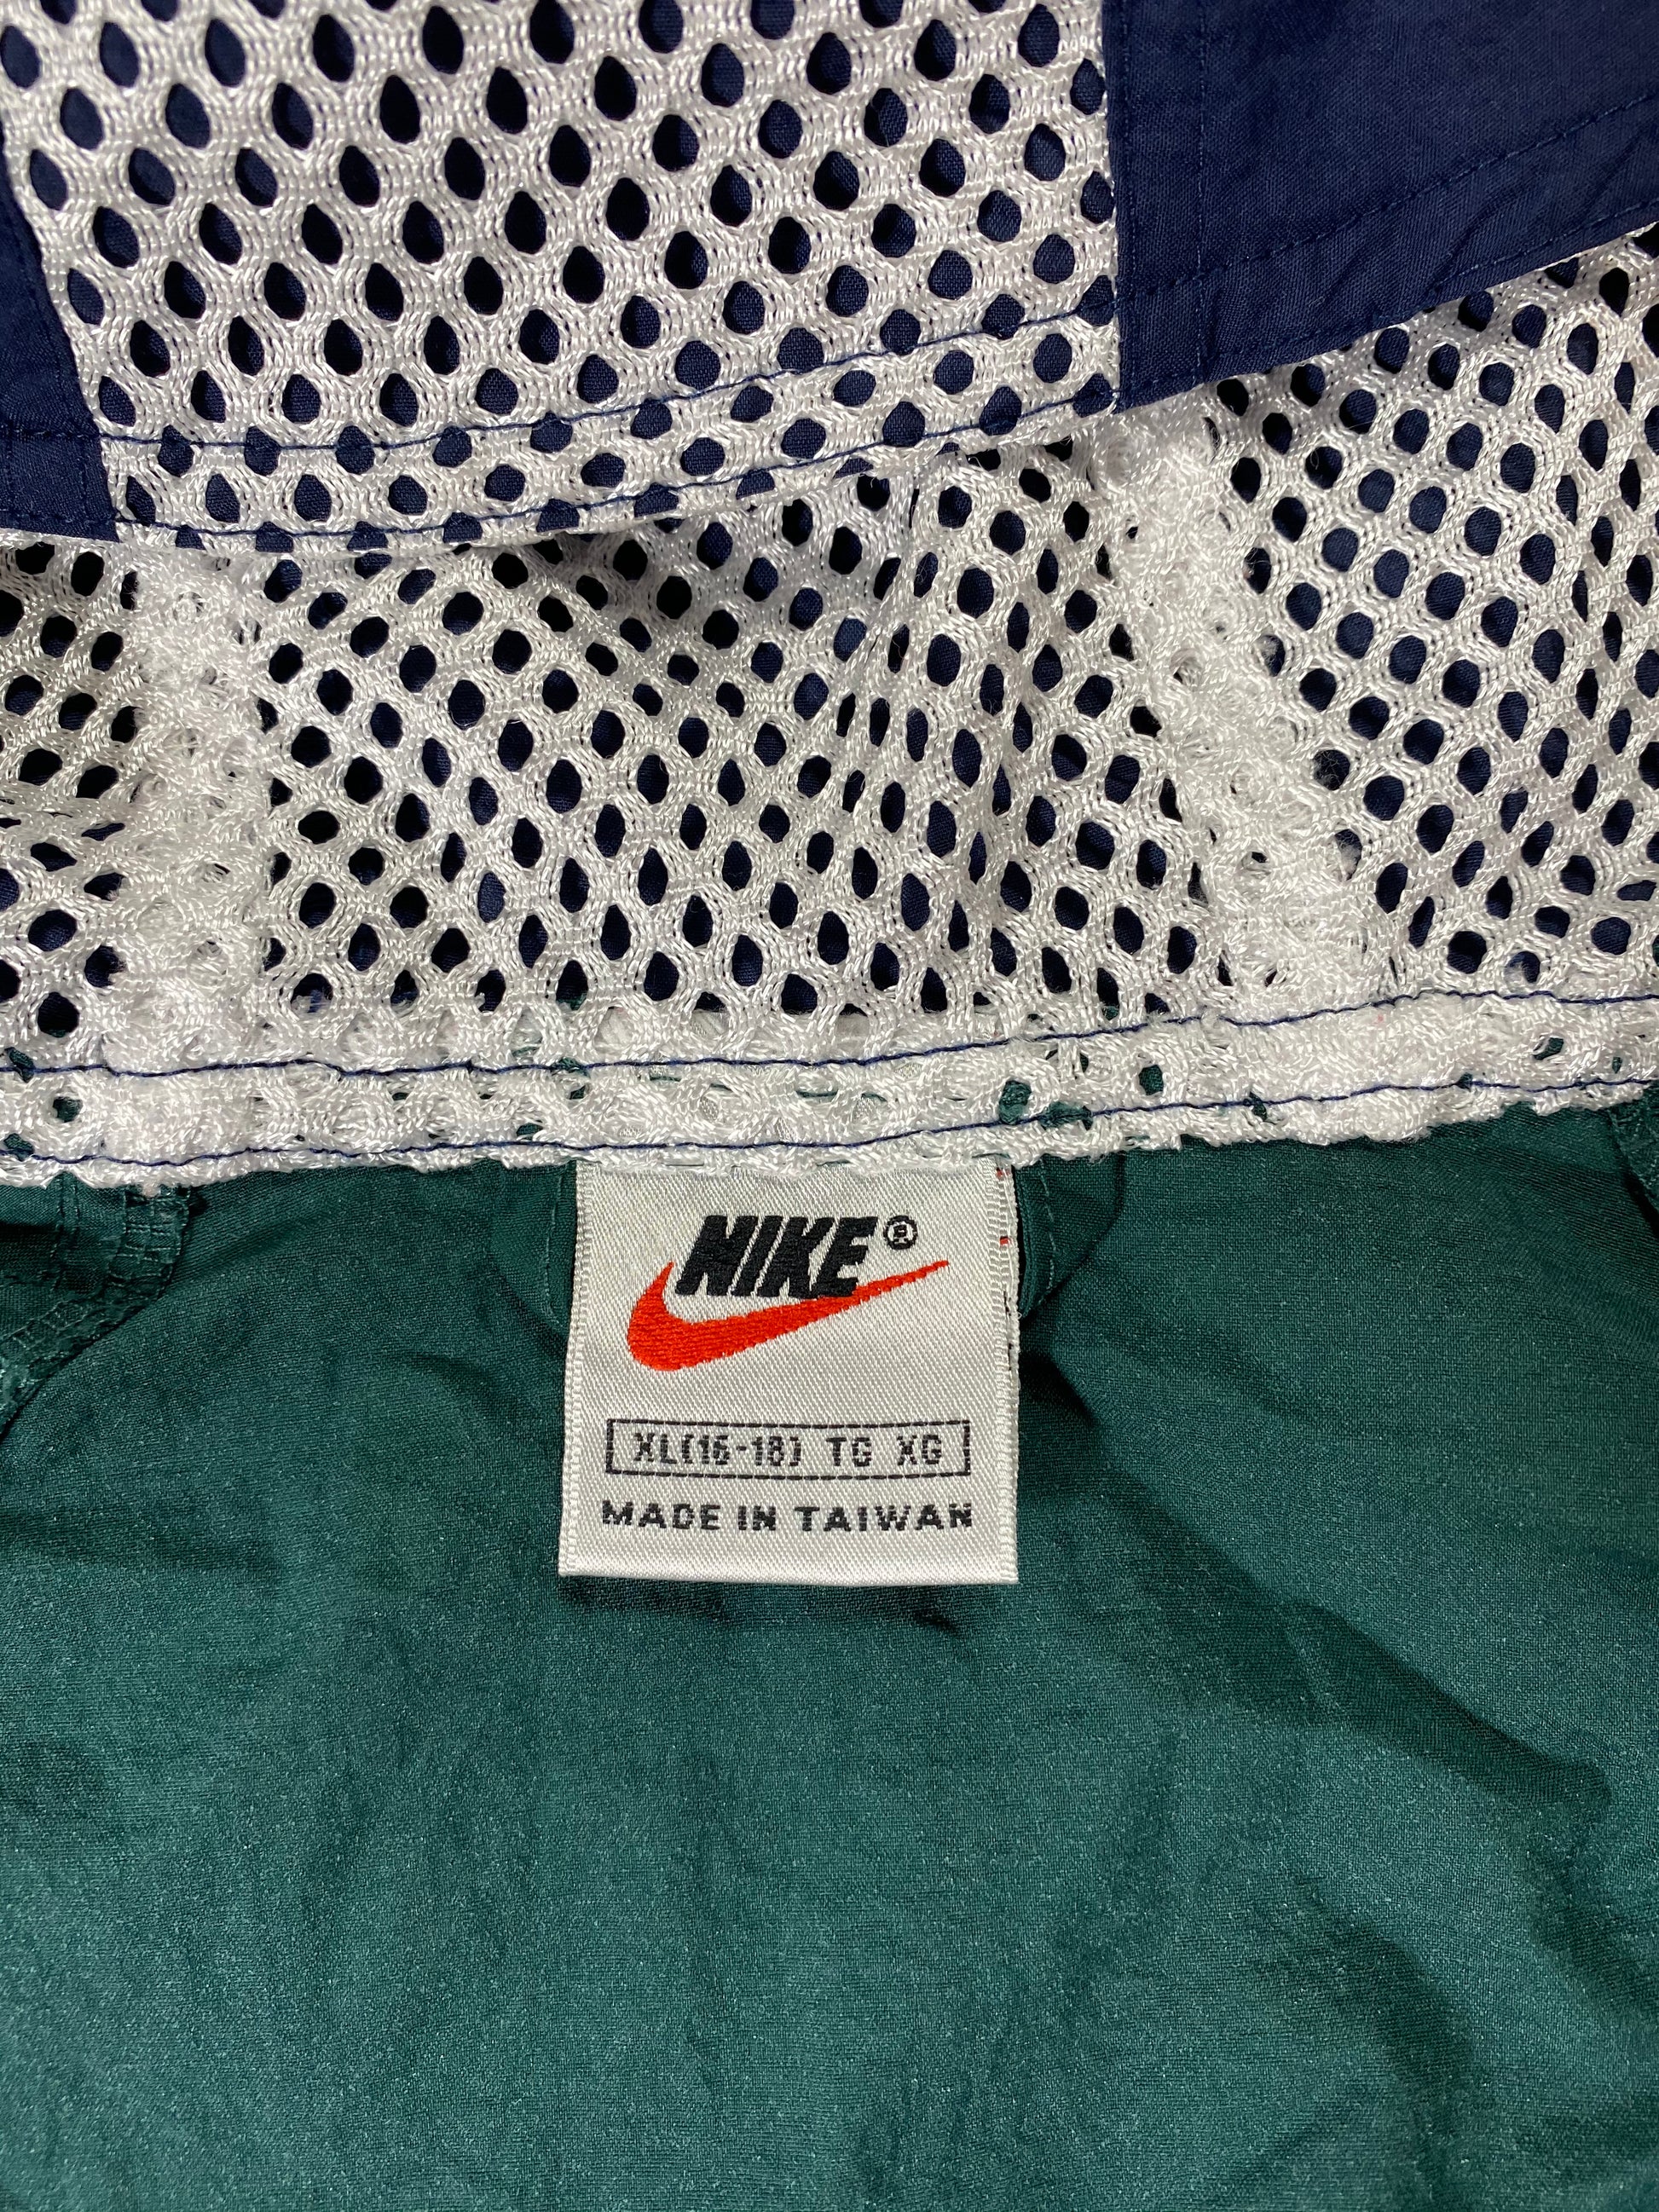 NIKE®
XL(16-18) TG XG
MADE IN TAIWAN